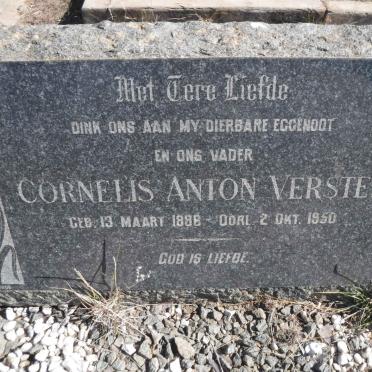 Met Tere Liefde
DINK ONS AAN MY DIERBARE EGGENOOT
EN ONS VADER
CORNELIS ANTON VERSTE
GEB. 13 MAART 1888 - OORL. 2 OKT. 1950
GOD IS LIEFDE.